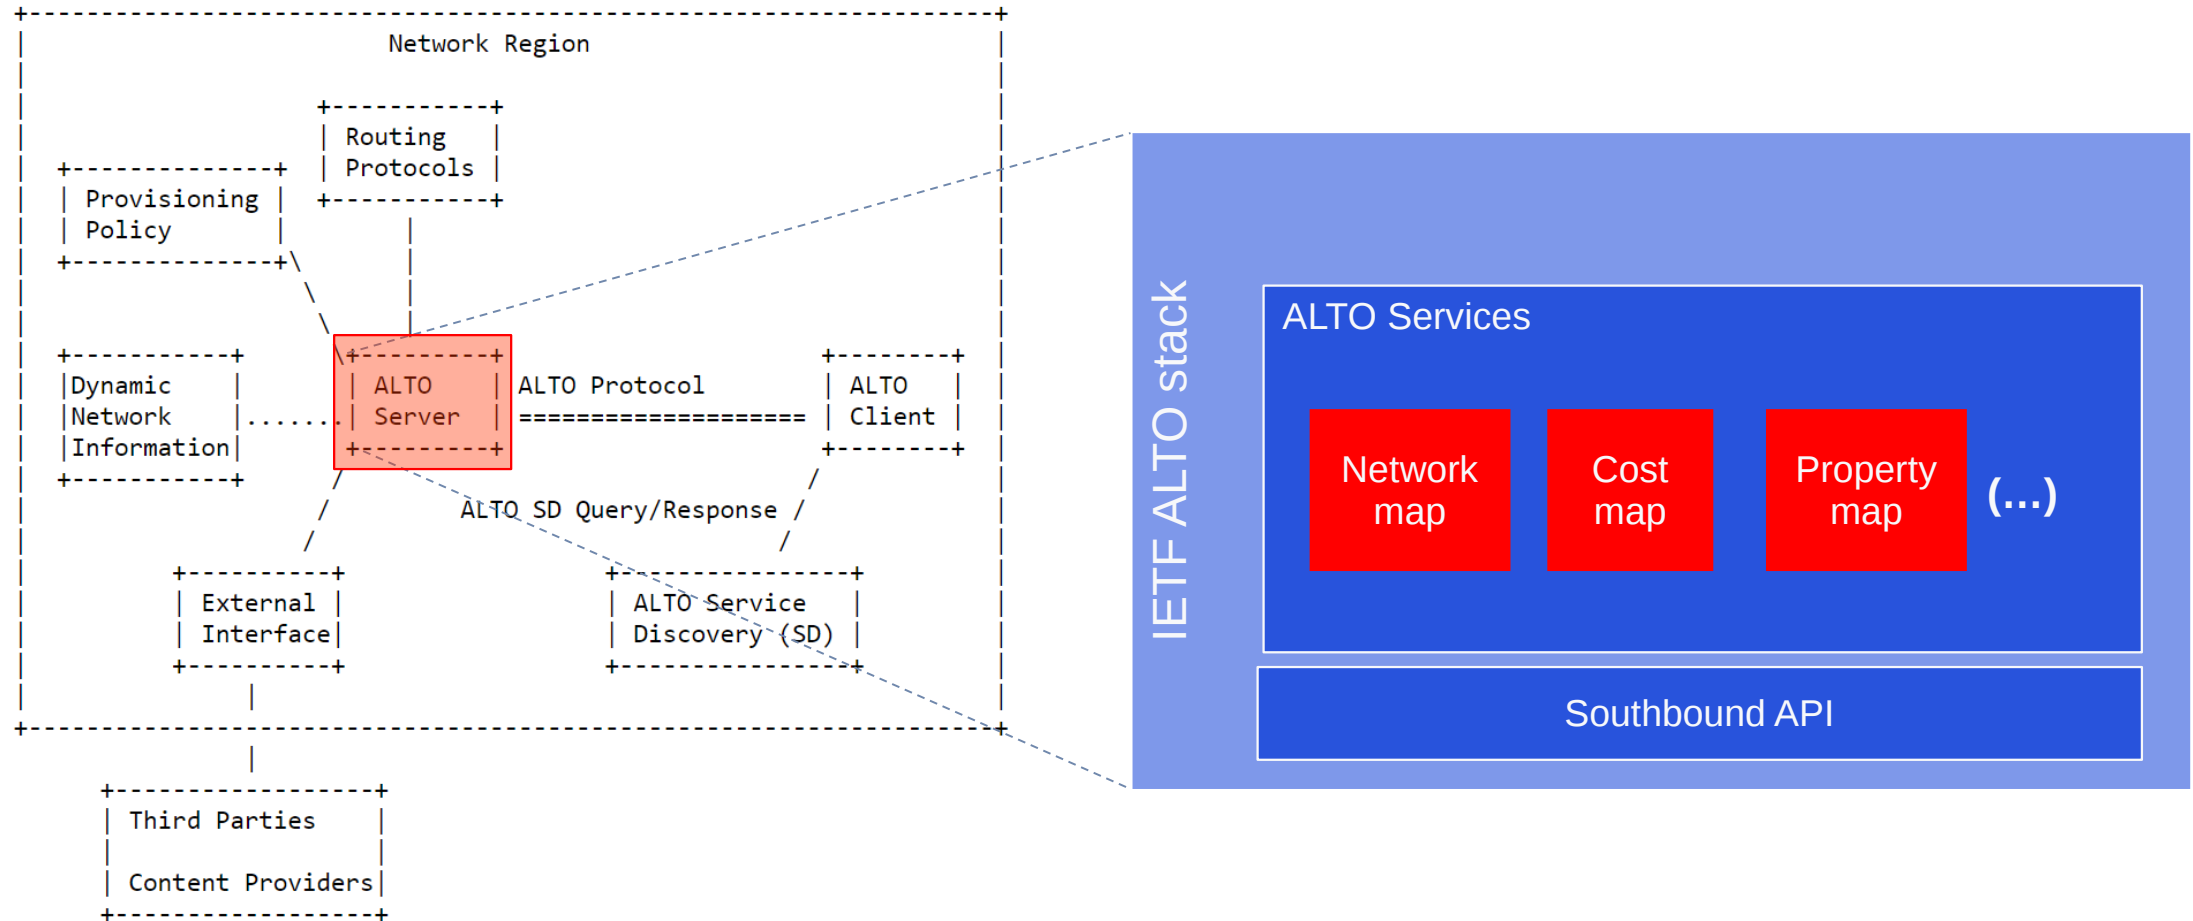 Network Region
Routing
Protocols
Provisioning
Policy
Dynamic
Network
Information
ALTO
Server
ALTO Protocol
ALTO
Client
ALTO SD Query/Response
External
Interface
ALTO Service
Discovery (SD)
Third Parties
Content Providers
IETF ALTO stack
ALTO Services
Network
map
Cost
map
Property
map
(...)
Southbound API